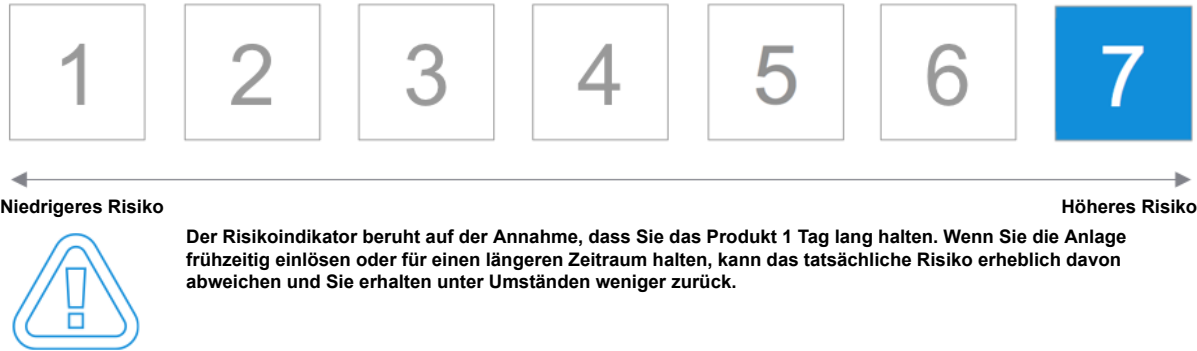 1 2 3 4 5 6 7
Niedrigeres Risiko Höheres Risiko
Der Risikoindikator beruht auf der Annahme, dass Sie das Produkt 1 Tag lang halten. Wenn Sie die Anlage
frühzeitig einlösen oder für einen längeren Zeitraum halten, kann das tatsächliche Risiko erheblich davon
abweichen und Sie erhalten unter Umständen weniger zurück.